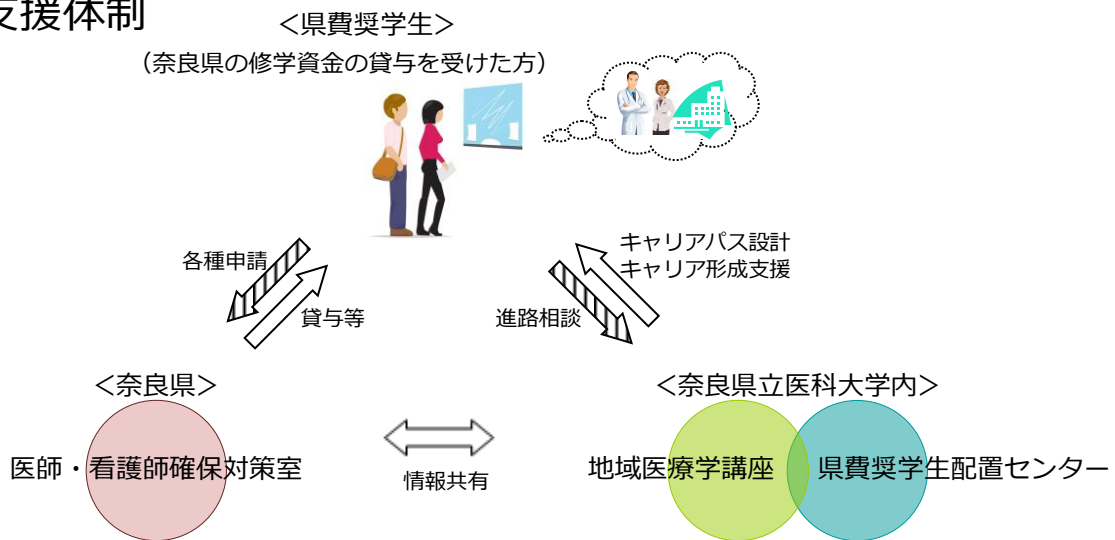 支援体制
＜県費奨学生＞
（奈良県の修学資金の貸与を受けた方）
各種申請
貸与等
キャリアパス設計
キャリア形成支援
進路相談
＜奈良県＞
＜奈良県立医科大学内＞
医師・看護師確保対策室
情報共有
地域医療学講座
県費奨学生配置センター